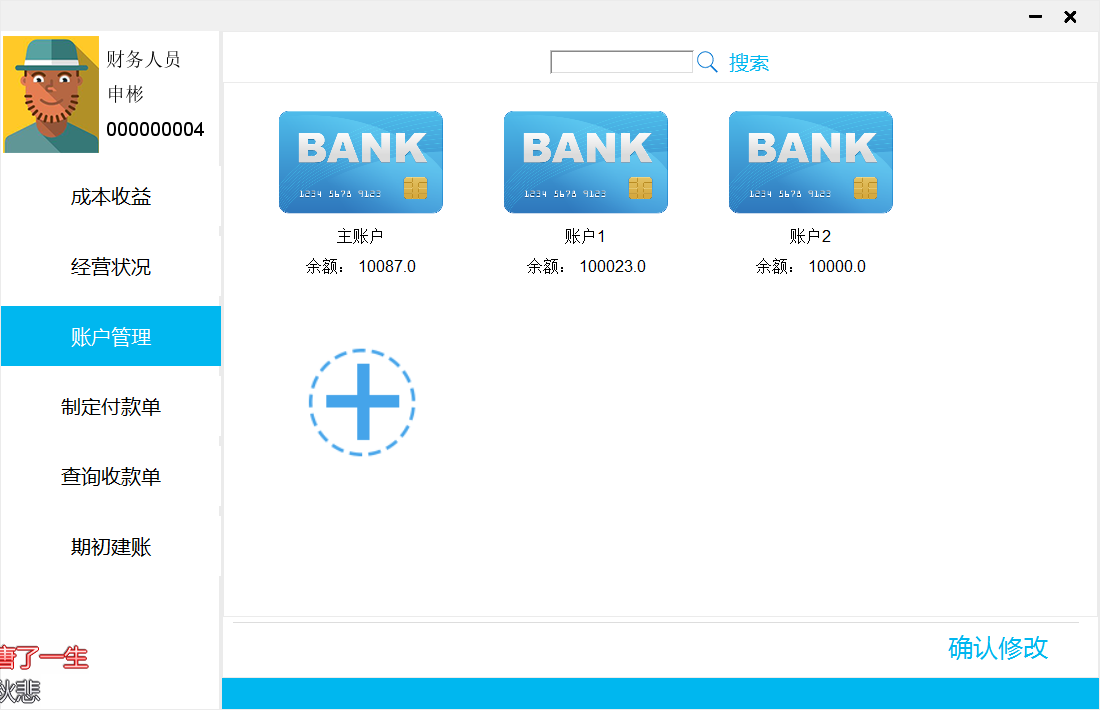 财务人员
申彬
000000004
搜索
成本收益
经营状况
账户管理
制定付款单
查询收款单
期初建账
BANK
1234 5678 9123
主账户
余额： 10087.0
BANK
1234 5678 9123
账户1
余额： 100023.0
BANK
1234 5678 9123
账户2
余额： 10000.0
了一生
悲
确认修改